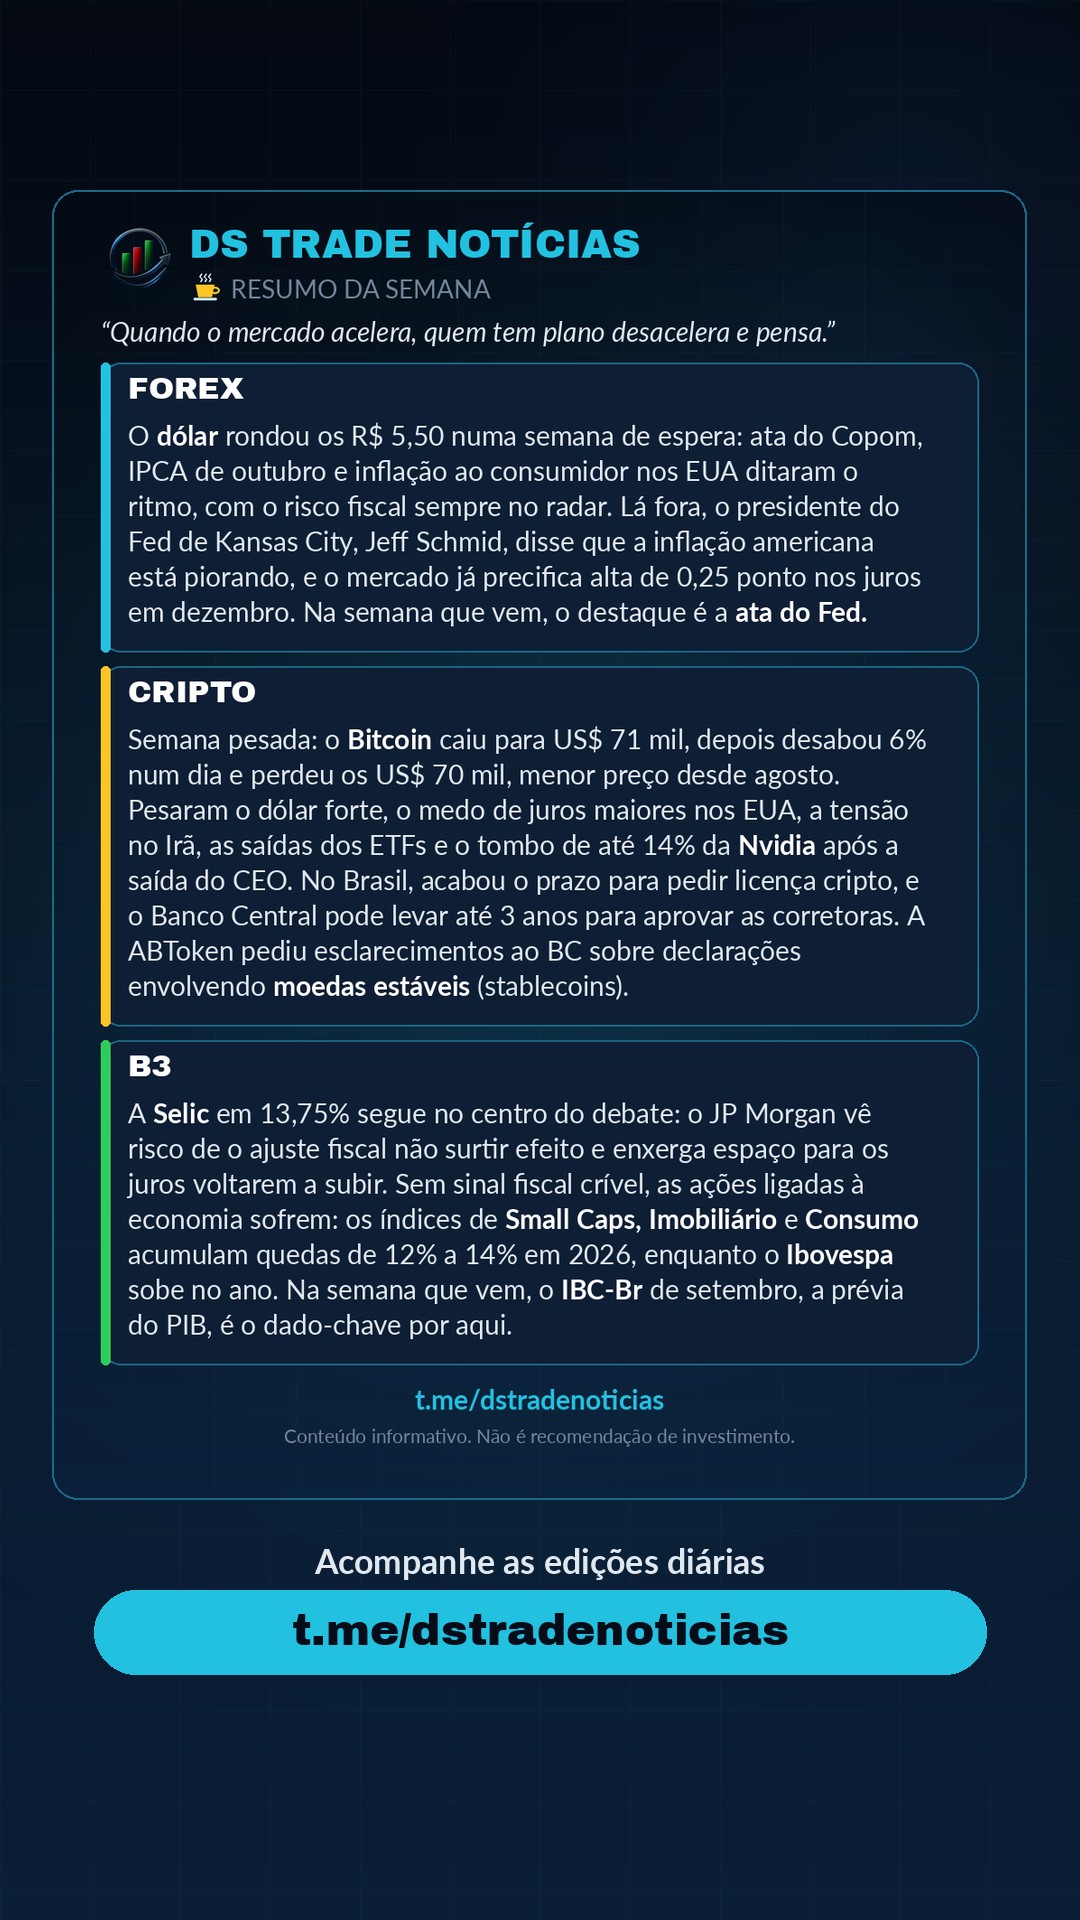 DS TRADE NOTÍCIAS
RESUMO DA SEMANA
“Quando o mercado acelera, quem tem plano desacelera e pensa.”
FOREX
O dólar rondou os R$ 5,50 numa semana de espera: ata do Copom,
IPCA de outubro e inflação ao consumidor nos EUA ditaram o
ritmo, com o risco fiscal sempre no radar. Lá fora, o presidente do
Fed de Kansas City, Jeff Schmid, disse que a inflação americana
está piorando, e o mercado já precifica alta de 0,25 ponto nos juros
em dezembro. Na semana que vem, o destaque é a ata do Fed.
CRIPTO
Semana pesada: o Bitcoin caiu para US$ 71 mil, depois desabou 6%
num dia e perdeu os US$ 70 mil, menor preço desde agosto.
Pesaram o dólar forte, o medo de juros maiores nos EUA, a tensão
no Irã, as saídas dos ETFs e o tombo de até 14% da Nvidia após a
saída do CEO. No Brasil, acabou o prazo para pedir licença cripto, e
o Banco Central pode levar até 3 anos para aprovar as corretoras. A
ABToken pediu esclarecimentos ao BC sobre declarações
envolvendo moedas estáveis (stablecoins).
B3
A Selic em 13,75% segue no centro do debate: o JP Morgan vê
risco de o ajuste fiscal não surtir efeito e enxerga espaço para os
juros voltarem a subir. Sem sinal fiscal crível, as ações ligadas à
economia sofrem: os índices de Small Caps, Imobiliário e Consumo
acumulam quedas de 12% a 14% em 2026, enquanto o Ibovespa
sobe no ano. Na semana que vem, o IBC-Br de setembro, a prévia
do PIB, é o dado-chave por aqui.
t.me/dstradenoticias
Conteúdo informativo. Não é recomendação de investimento.
Acompanhe as edições diárias
t.me/dstradenoticias